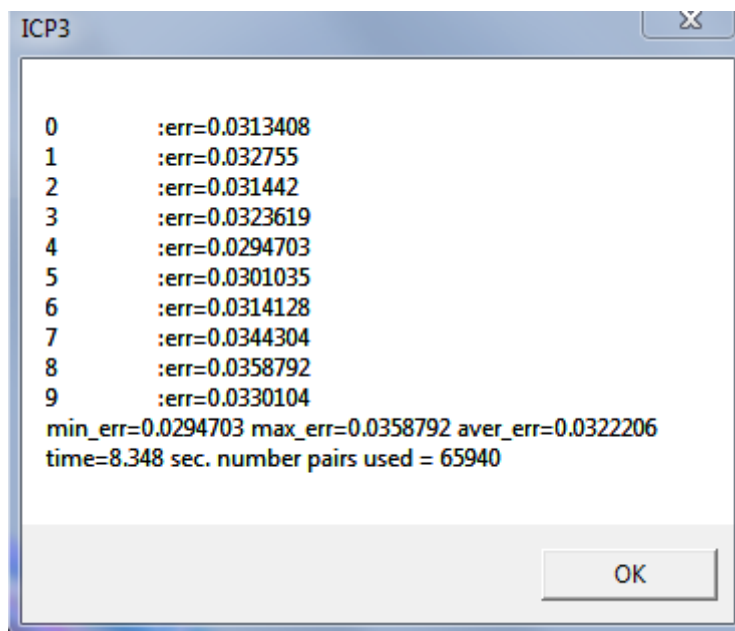 ICP3
0 :err=0.0313408
1 :err=0.032755
2 :err=0.031442
3 :err=0.0323619
4 :err=0.0294703
5 :err=0.0301035
6 :err=0.0314128
7 :err=0.0344304
8 :err=0.0358792
9 :err=0.0330104
min_err=0.0294703 max_err=0.0358792 aver_err=0.0322206
time=8.348 sec. number pairs used = 65940
OK